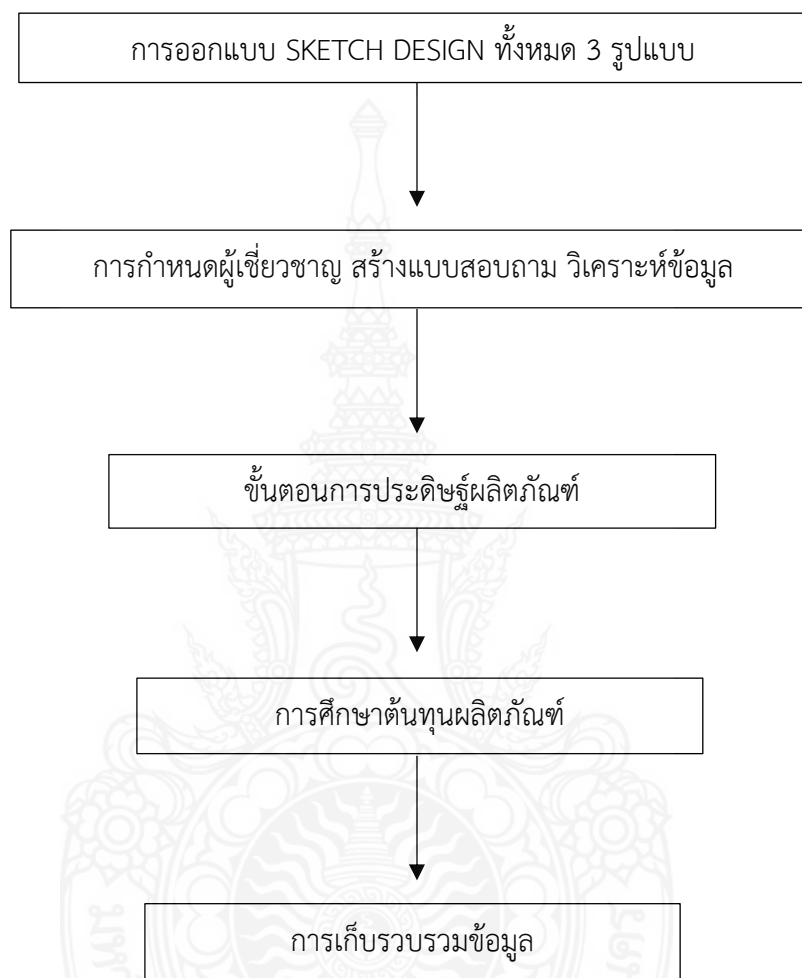 การออกแบบ SKETCH DESIGN ทั้งหมด 3 รูปแบบ
การกำหนดผู้เชี่ยวชาญ สร้างแบบสอบถาม วิเคราะห์ข้อมูล
ขั้นตอนการประดิษฐ์ผลิตภัณฑ์
การศึกษาต้นทุนผลิตภัณฑ์
การเก็บรวบรวมข้อมูล